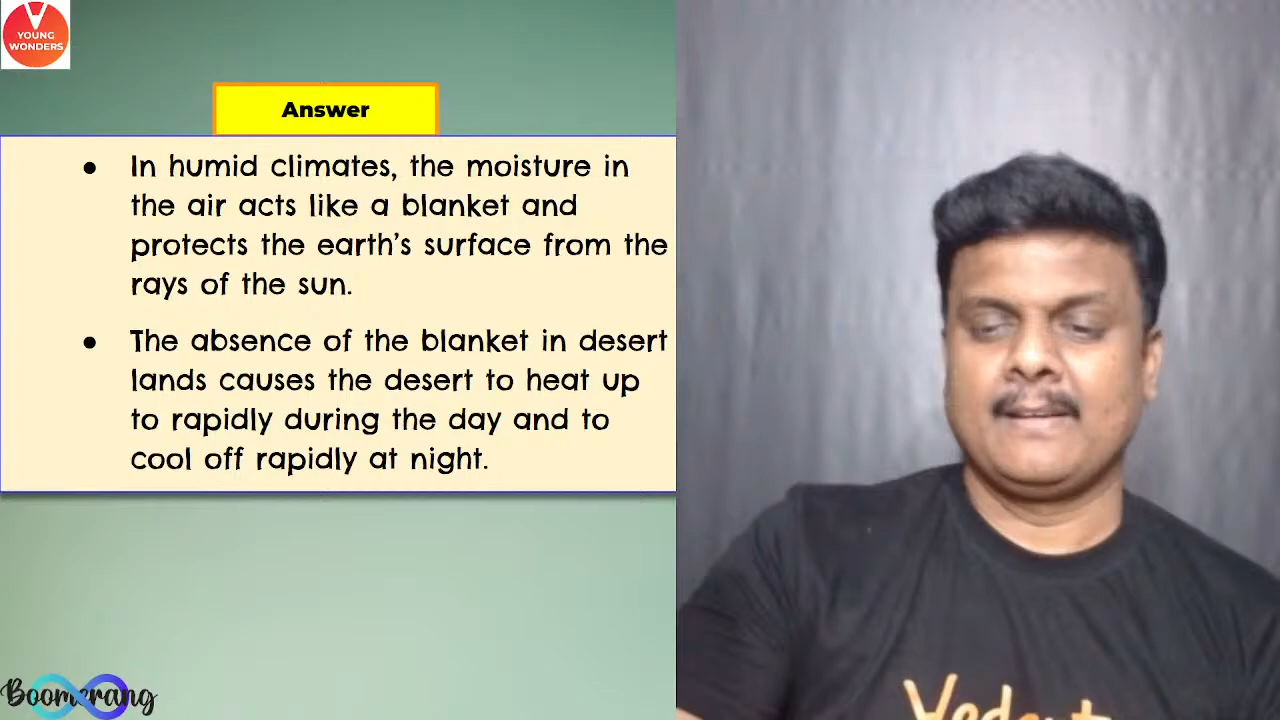 YOUNG
WONDERS
Answer
● In humid climates, the moisture in
the air acts like a blanket and
protects the earth’s surface from the
rays of the sun.
● The absence of the blanket in desert
lands causes the desert to heat up
to rapidly during the day and to
cool off rapidly at night.
Boomerang